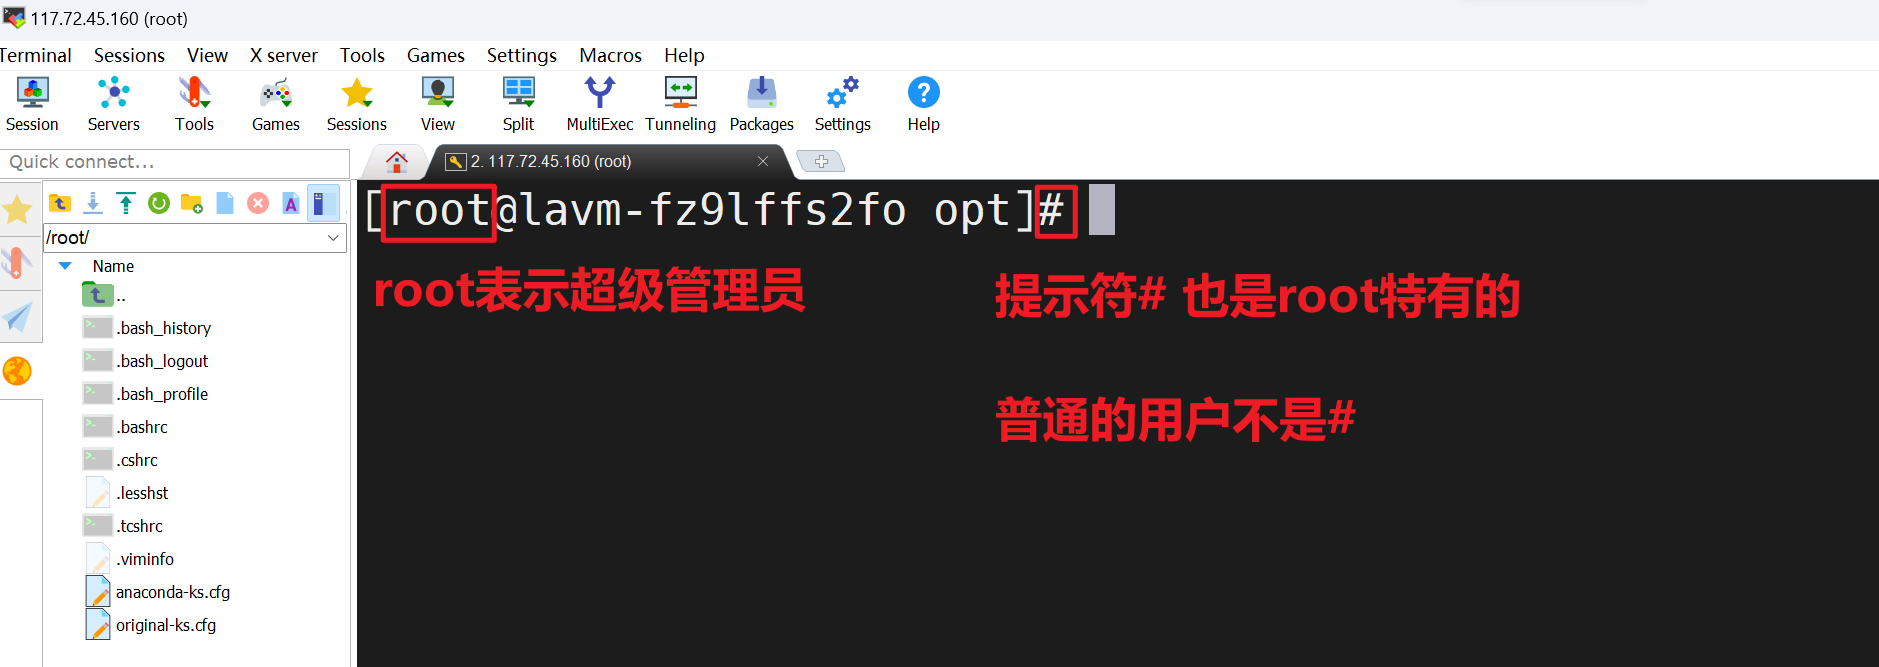 117.72.45.160 (root)
Terminal Sessions View X server Tools Games Settings Macros Help
Session Servers Tools Games Sessions View Split MultiExec Tunneling Packages Settings Help
Quick connect...
2. 117.72.45.160 (root)
[root@lavm-fz9lffs2fo opt]#
/root/
Name
..
.bash_history
.bash_logout
.bash_profile
.bashrc
.cshrc
.lesshst
.tcshrc
.viminfo
anaconda-ks.cfg
original-ks.cfg
root表示超级管理员
提示符# 也是root特有的
普通的用户不是#